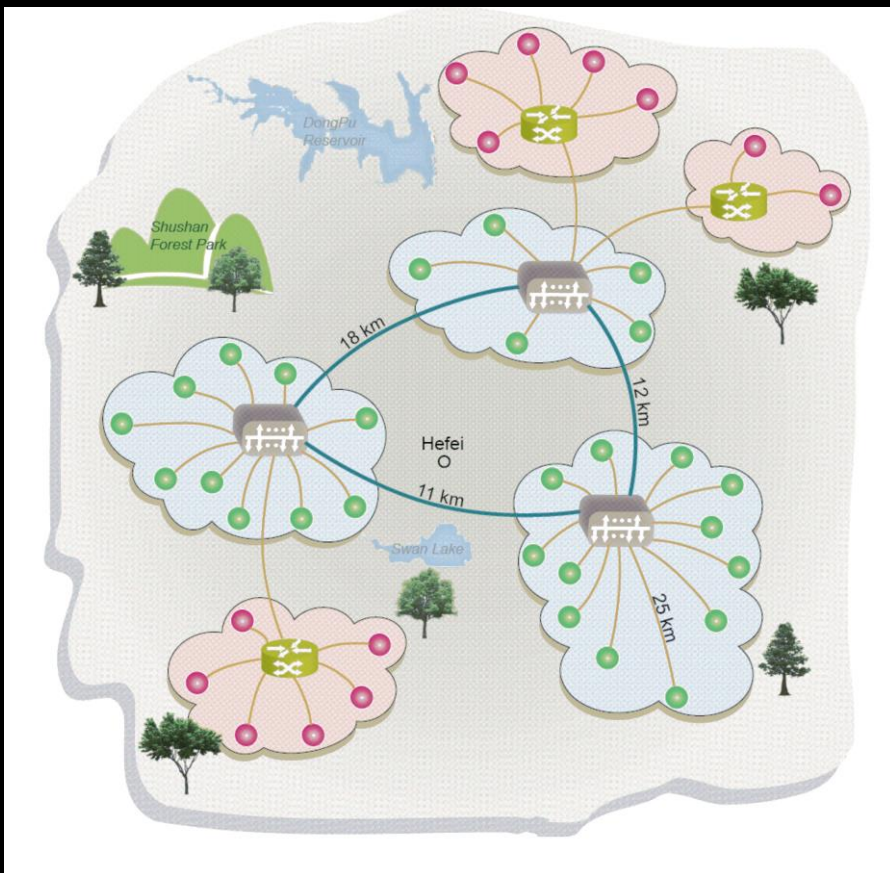 DongPu
Reservoir
Shushan
Forest Park
18 km
12 km
Hefei
11 km
Swan Lake
25 km